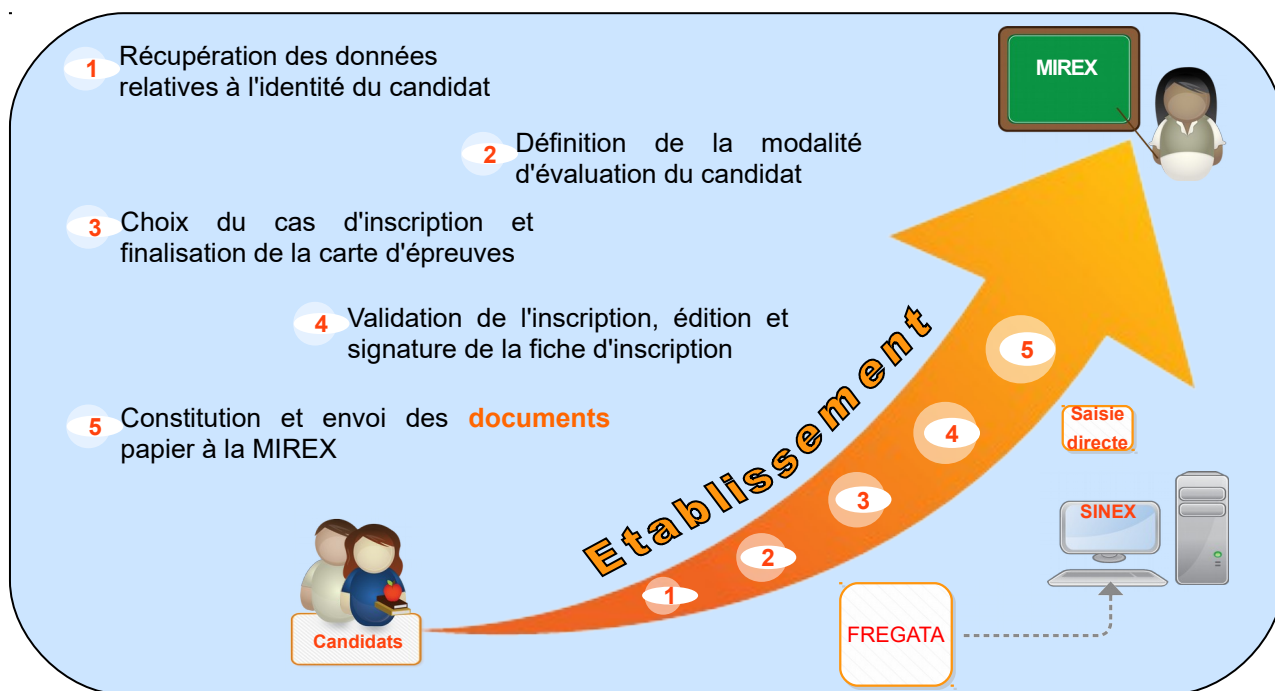 1 Récupération des données
relatives à l'identité du candidat
MIREX
2 Définition de la modalité
d'évaluation du candidat
3 Choix du cas d'inscription et
finalisation de la carte d'épreuves
4 Validation de l'inscription, édition et
signature de la fiche d'inscription
5 Constitution et envoi des documents
papier à la MIREX
Etablissement
5
4
3
2
1
Saisie
directe
SINEX
FREGATA
Candidats